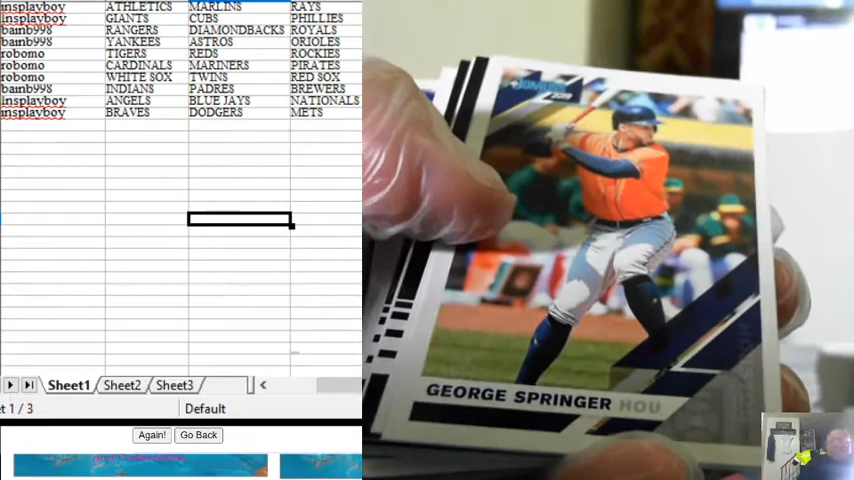 insplayboy ATHLETICS MARLINS RAYS
insplayboy GIANTS CUBS PHILLIES
bainb998 RANGERS DIAMONDBACKS ROYALS
bainb998 YANKEES ASTROS ORIOLES
robomo TIGERS REDS ROCKIES
robomo CARDINALS MARINERS PIRATES
robomo WHITE SOX TWINS RED SOX
bainb998 INDIANS PADRES BREWERS
insplayboy ANGELS BLUE JAYS NATIONALS
insplayboy BRAVES DODGERS METS
Sheet1 Sheet2 Sheet3
t 1 / 3 Default
Again! Go Back
DONRUSS
2019
GEORGE SPRINGER HOU